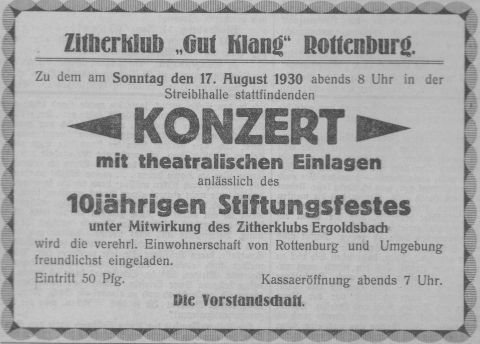 Zitherklub „Gut Klang“ Rottenburg.
Zu dem am Sonntag den 17. August 1930 abends 8 Uhr in der
Streiblhalle stattfindenden
KONZERT
mit theatralischen Einlagen
anlässlich des
10jährigen Stiftungsfestes
unter Mitwirkung des Zitherklubs Ergoldsbach
wird die verehrl. Einwohnerschaft von Rottenburg und Umgebung
freundlichst eingeladen.
Eintritt 50 Pfg. Kassaeröffnung abends 7 Uhr.
Die Vorstandschaft.